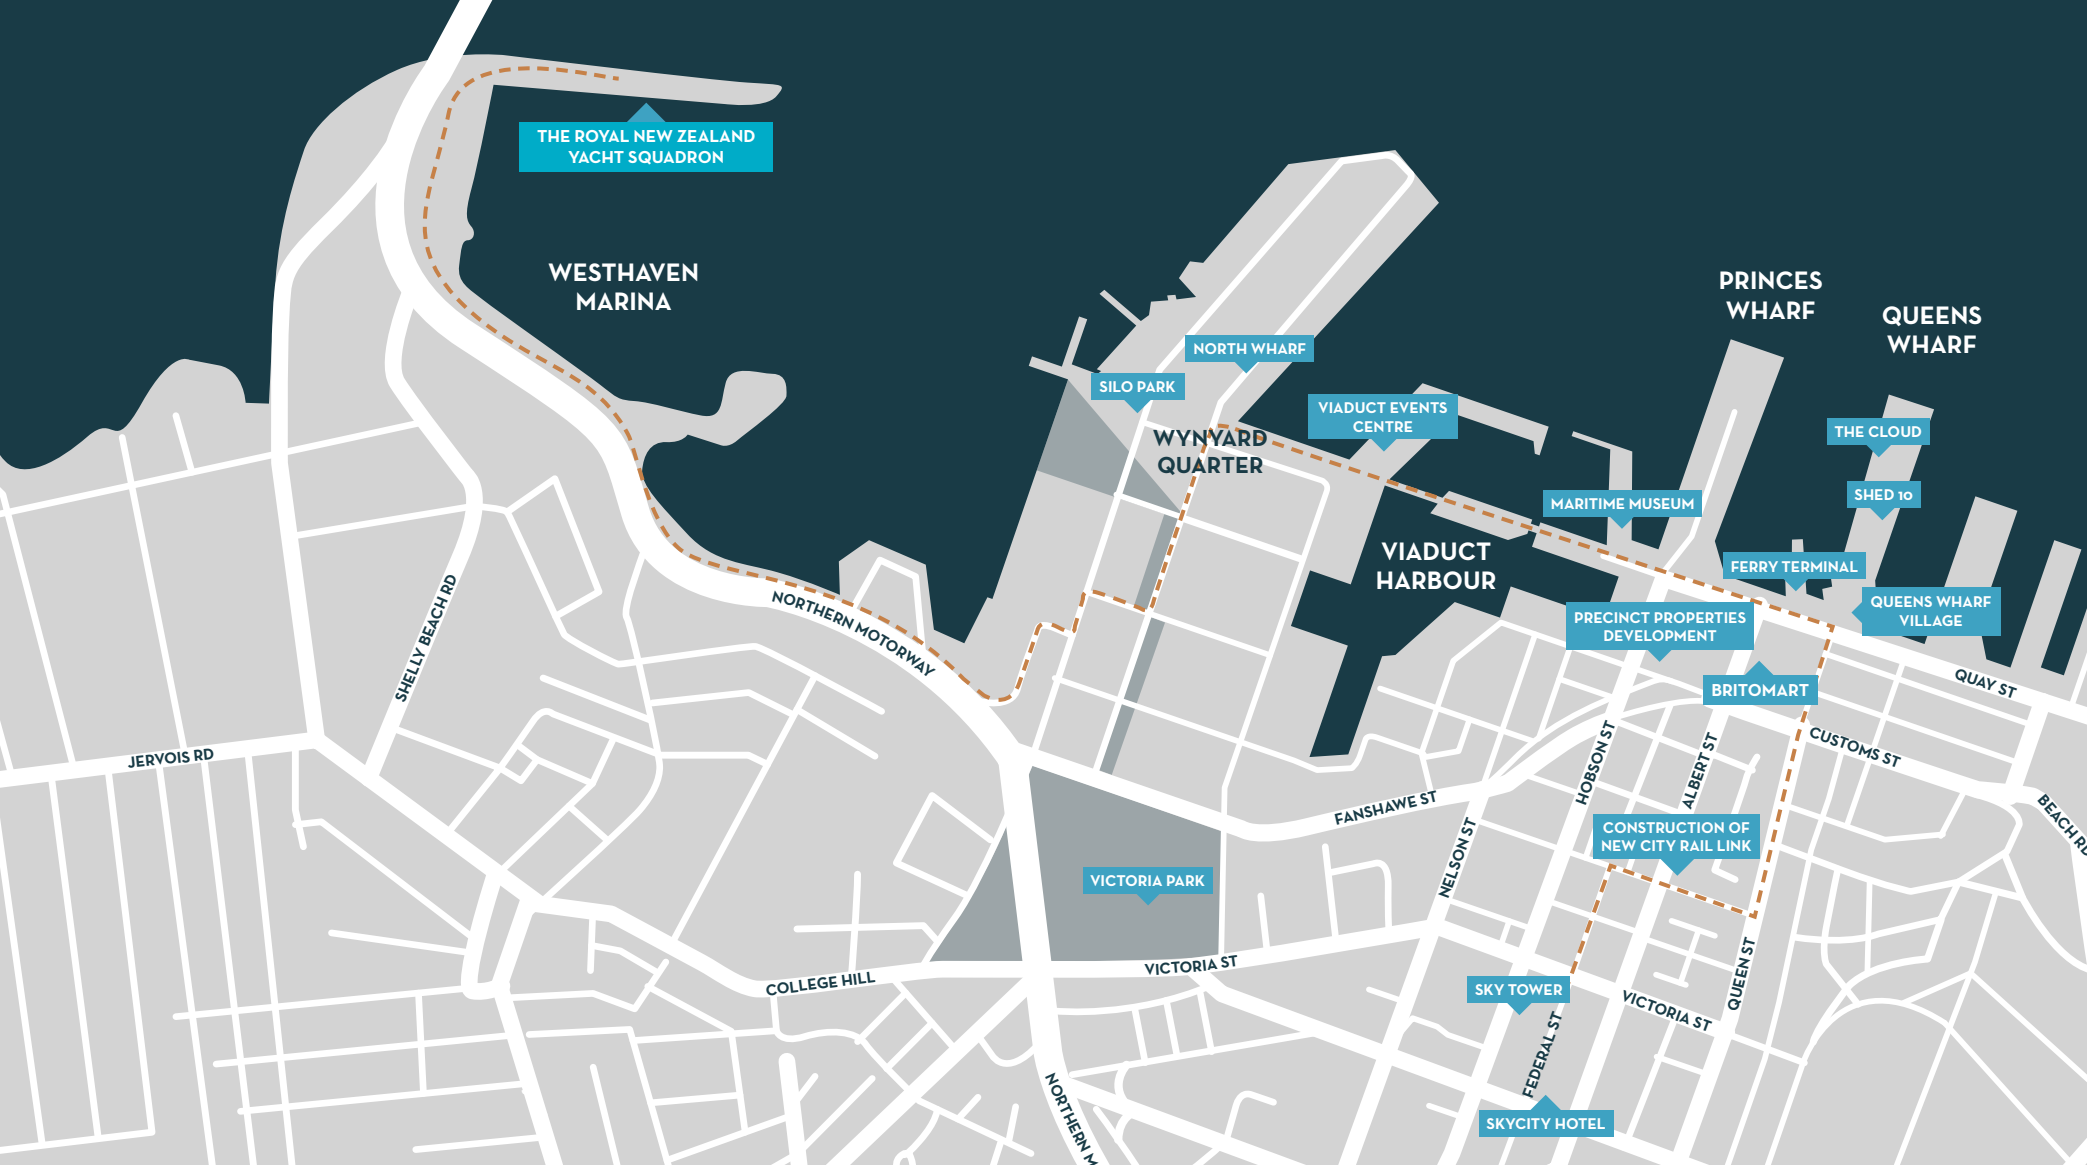 THE ROYAL NEW ZEALAND
YACHT SQUADRON
WESTHAVEN
MARINA
PRINCES
WHARF
QUEENS
WHARF
NORTH WHARF
SILO PARK
VIADUCT EVENTS
CENTRE
WYNYARD
QUARTER
THE CLOUD
SHED 10
MARITIME MUSEUM
VIADUCT
HARBOUR
FERRY TERMINAL
QUEENS WHARF
VILLAGE
PRECINCT PROPERTIES
DEVELOPMENT
BRITOMART
QUAY ST
CUSTOMS ST
NORTHERN MOTORWAY
SHELLY BEACH RD
JERVOIS RD
HOBSON ST
ALBERT ST
FANSHAWE ST
BEACH RD
NELSON ST
CONSTRUCTION OF
NEW CITY RAIL LINK
VICTORIA PARK
QUEEN ST
VICTORIA ST
COLLEGE HILL
SKY TOWER
VICTORIA ST
FEDERAL ST
NORTHERN M
SKYCITY HOTEL